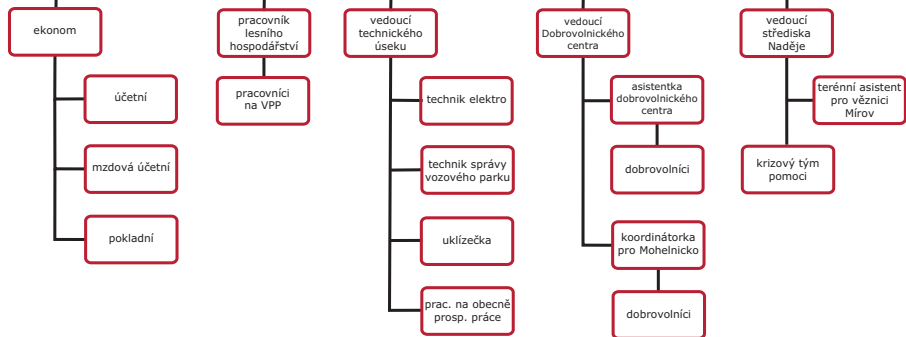 ekonom
účetní
mzdová účetní
pokladní
pracovník
lesního
hospodářství
pracovníci
na VPP
vedoucí
technického
úseku
technik elektro
technik správy
vozového parku
uklízečka
prac. na obecně
prosp. práce
vedoucí
Dobrovolnického
centra
asistentka
dobrovolnického
centra
dobrovolníci
koordinátorka
pro Mohelnicko
dobrovolníci
vedoucí
střediska
Naděje
terénní asistent
pro věznici
Mírov
krizový tým
pomoci